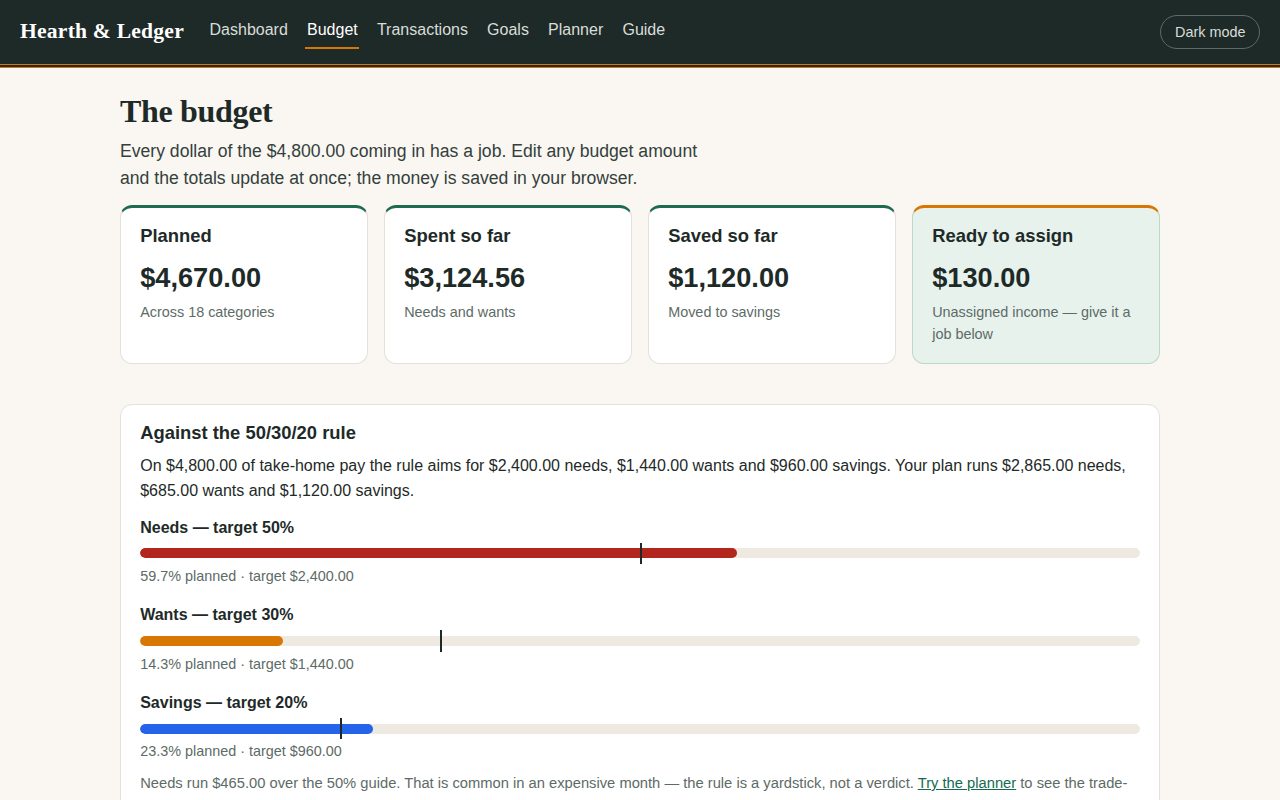 Hearth & Ledger
Dashboard
Budget
Transactions
Goals
Planner
Guide
Dark mode
The budget
Every dollar of the $4,800.00 coming in has a job. Edit any budget amount
and the totals update at once; the money is saved in your browser.
Planned
$4,670.00
Across 18 categories
Spent so far
$3,124.56
Needs and wants
Saved so far
$1,120.00
Moved to savings
Ready to assign
$130.00
Unassigned income — give it a
job below
Against the 50/30/20 rule
On $4,800.00 of take-home pay the rule aims for $2,400.00 needs, $1,440.00 wants and $960.00 savings. Your plan runs $2,865.00 needs,
$685.00 wants and $1,120.00 savings.
Needs — target 50%
59.7% planned · target $2,400.00
Wants — target 30%
14.3% planned · target $1,440.00
Savings — target 20%
23.3% planned · target $960.00
Needs run $465.00 over the 50% guide. That is common in an expensive month — the rule is a yardstick, not a verdict. Try the planner to see the trade-